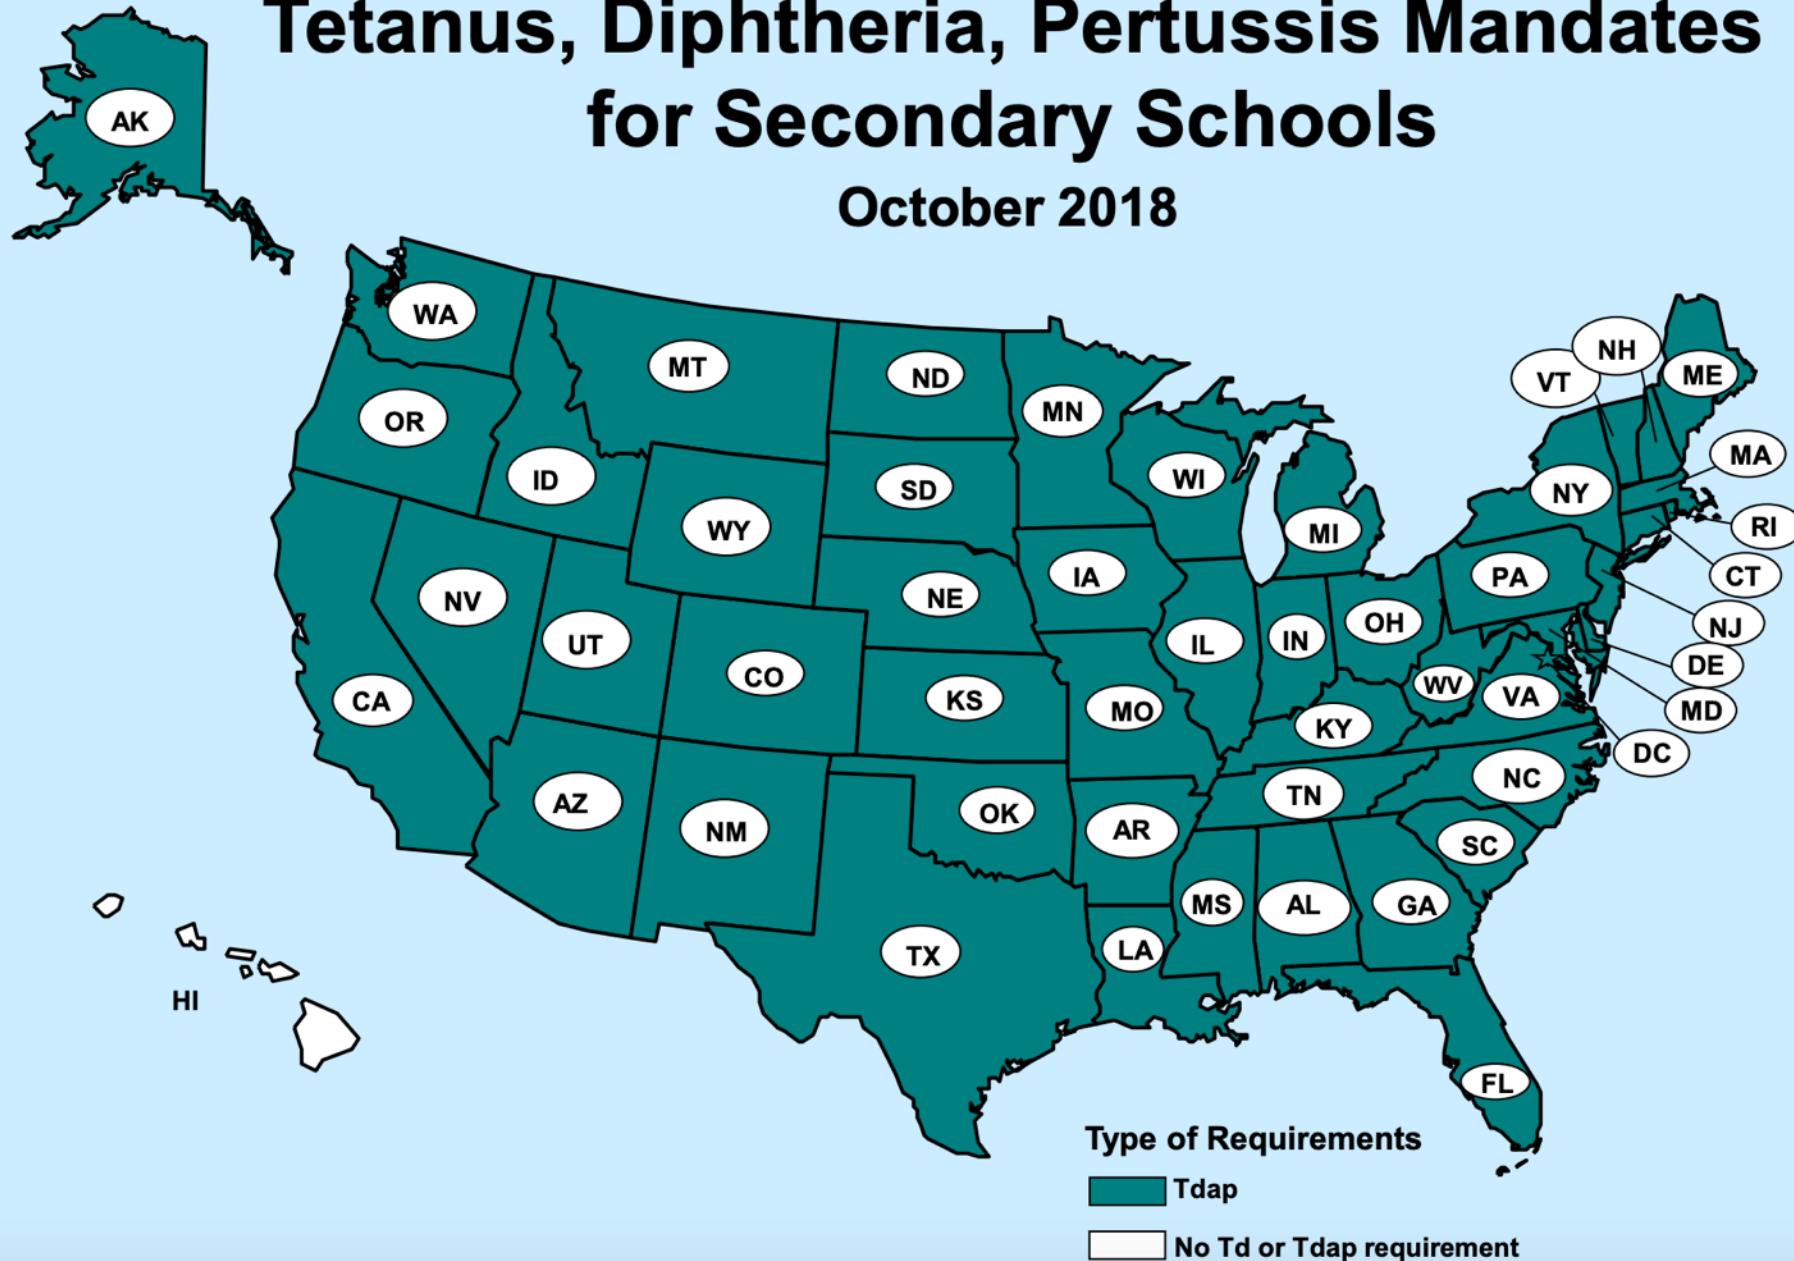 Tetanus, Diphtheria, Pertussis Mandates
for Secondary Schools
October 2018
AK
WA
MT
ND
MN
VT
NH
ME
OR
ID
SD
WI
MI
NY
MA
RI
WY
IA
PA
CT
NV
UT
NE
IL
IN
OH
NJ
DE
CA
CO
KS
MO
WV
VA
MD
KY
DC
AZ
NM
OK
AR
TN
NC
SC
MS
AL
GA
TX
LA
HI
FL
Type of Requirements
Tdap
No Td or Tdap requirement